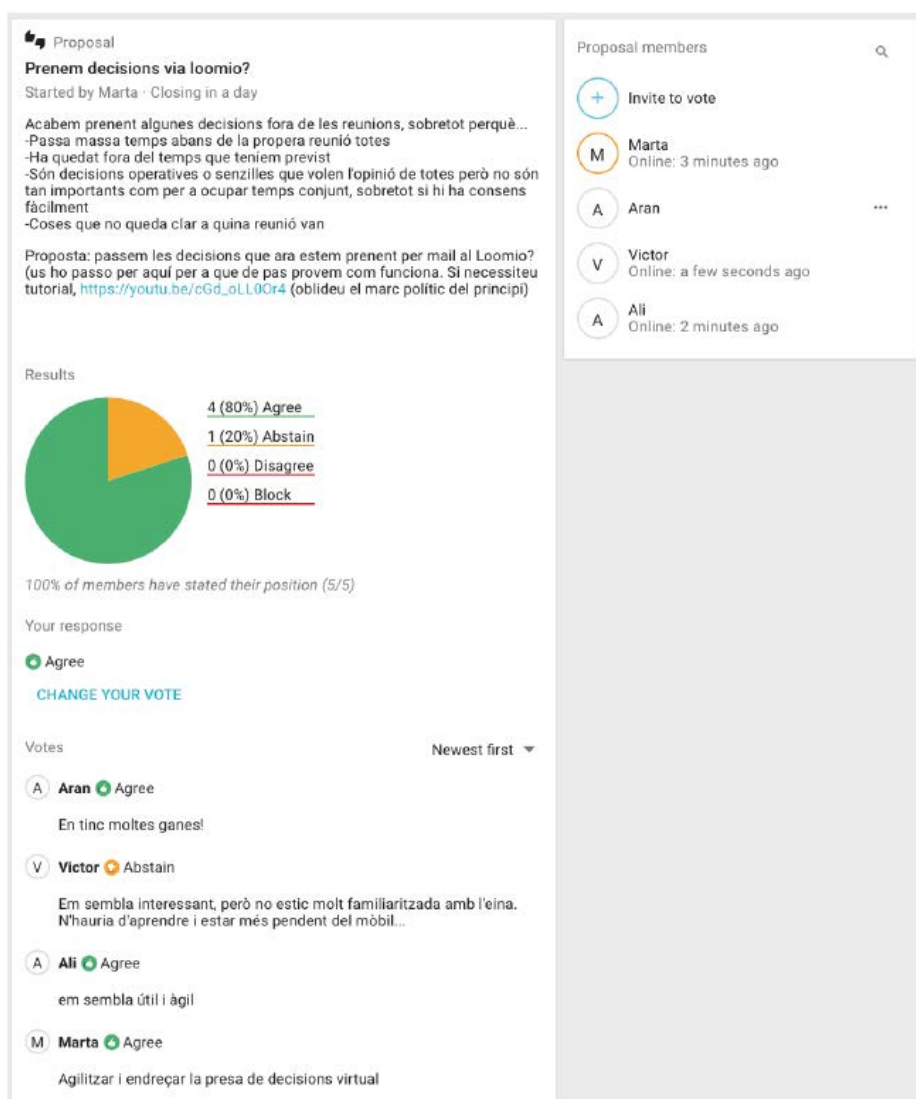 Proposal
Prenem decisions via loomio?
Started by Marta · Closing in a day
Acabem prenent algunes decisions fora de les reunions, sobretot perquè...
-Passa massa temps abans de la propera reunió totes
-Ha quedat fora del temps que teníem previst
-Són decisions operatives o senzilles que volen l'opinió de totes però no són
tan importants com per a ocupar temps conjunt, sobretot si hi ha consens
fàcilment
-Coses que no queda clar a quina reunió van
Proposta: passem les decisions que ara estem prenent per mail al Loomio?
(us ho passo per aquí per a que de pas provem com funciona. Si necessiteu
tutorial, https://youtu.be/cGd_oLL0Or4 (oblideu el marc polític del principi)
Results
4 (80%) Agree
1 (20%) Abstain
0 (0%) Disagree
0 (0%) Block
100% of members have stated their position (5/5)
Your response
Agree
CHANGE YOUR VOTE
Votes
Newest first
A Aran Agree
En tinc moltes ganes!
V Victor Abstain
Em sembla interessant, però no estic molt familiaritzada amb l'eina.
N'hauria d'aprendre i estar més pendent del mòbil...
A Ali Agree
em sembla útil i àgil
M Marta Agree
Agilitzar i endreçar la presa de decisions virtual
Proposal members
+ Invite to vote
M Marta
Online: 3 minutes ago
A Aran
V Victor
Online: a few seconds ago
A Ali
Online: 2 minutes ago